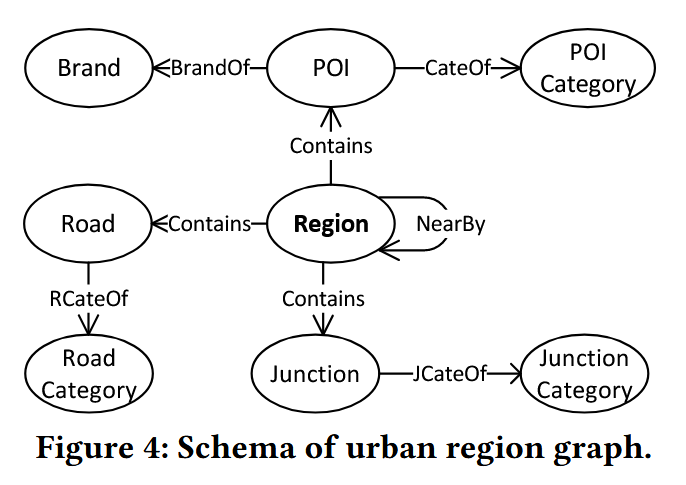 Brand
BrandOf
POI
CateOf
POI
Category
Contains
Road
Contains
Region
NearBy
RCateOf
Contains
Road
Category
Junction
JCateOf
Junction
Category
Figure 4: Schema of urban region graph.